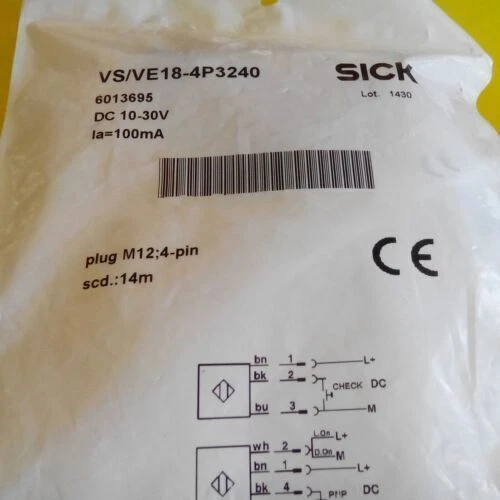 VS/VE18-4P3240
SICK
6013695
Lot. 1430
DC 10-30V
Ia=100mA
plug M12;4-pin
CE
scd.:14m
bn 1 L+
bk 2 CHECK DC
bu 3 M
wh 2 L.On L+
D.On M
bn 1 L+
bk 4 PNP DC